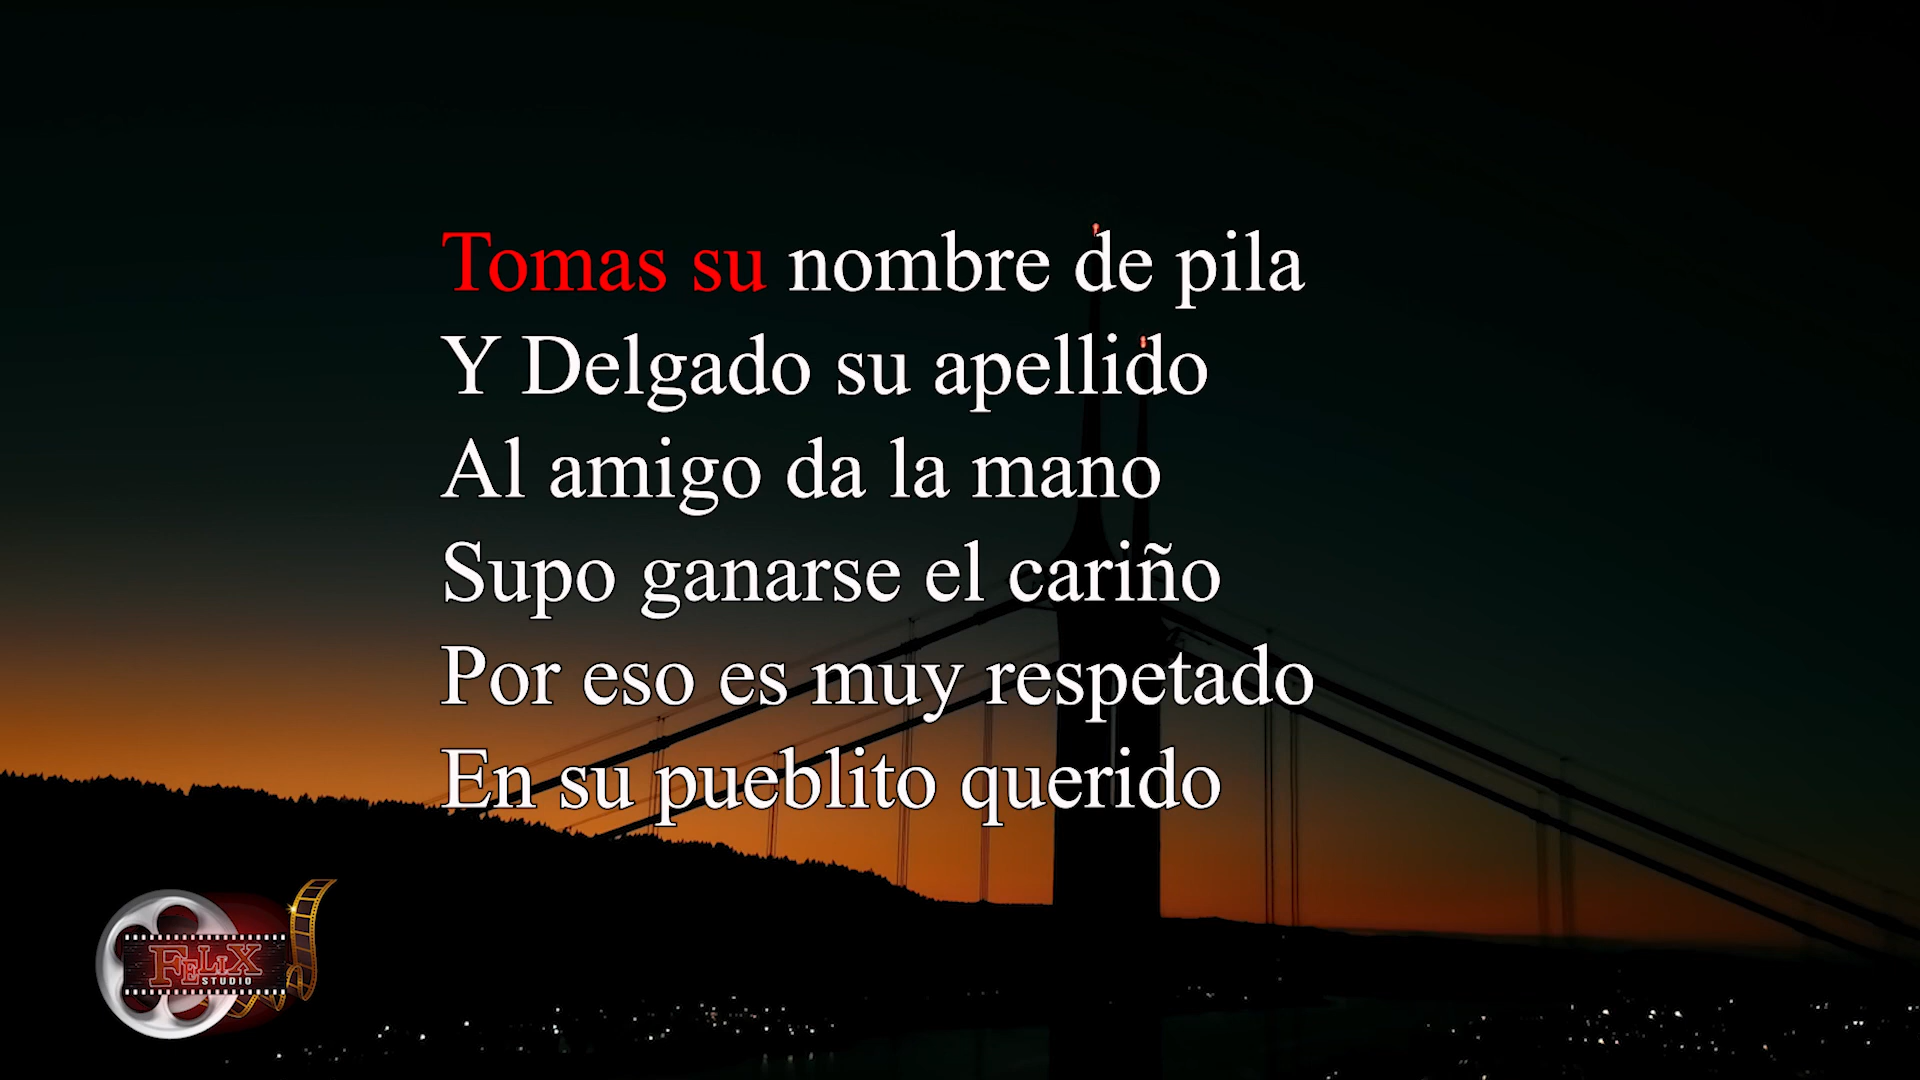 Tomas su nombre de pila
Y Delgado su apellido
Al amigo da la mano
Supo ganarse el cariño
Por eso es muy respetado
En su pueblito querido
FELIX
STUDIO